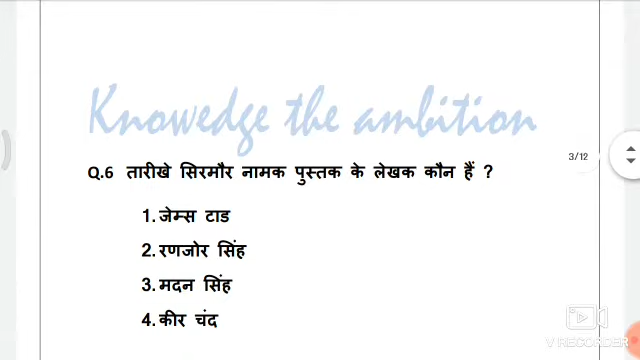 Knowedge the ambition
Q.6 तारीखे सिरमौर नामक पुस्तक के लेखक कौन हैं ?
3/12
1. जेम्स टाड
2. रणजोर सिंह
3. मदन सिंह
4. कीर चंद
V RECORDER